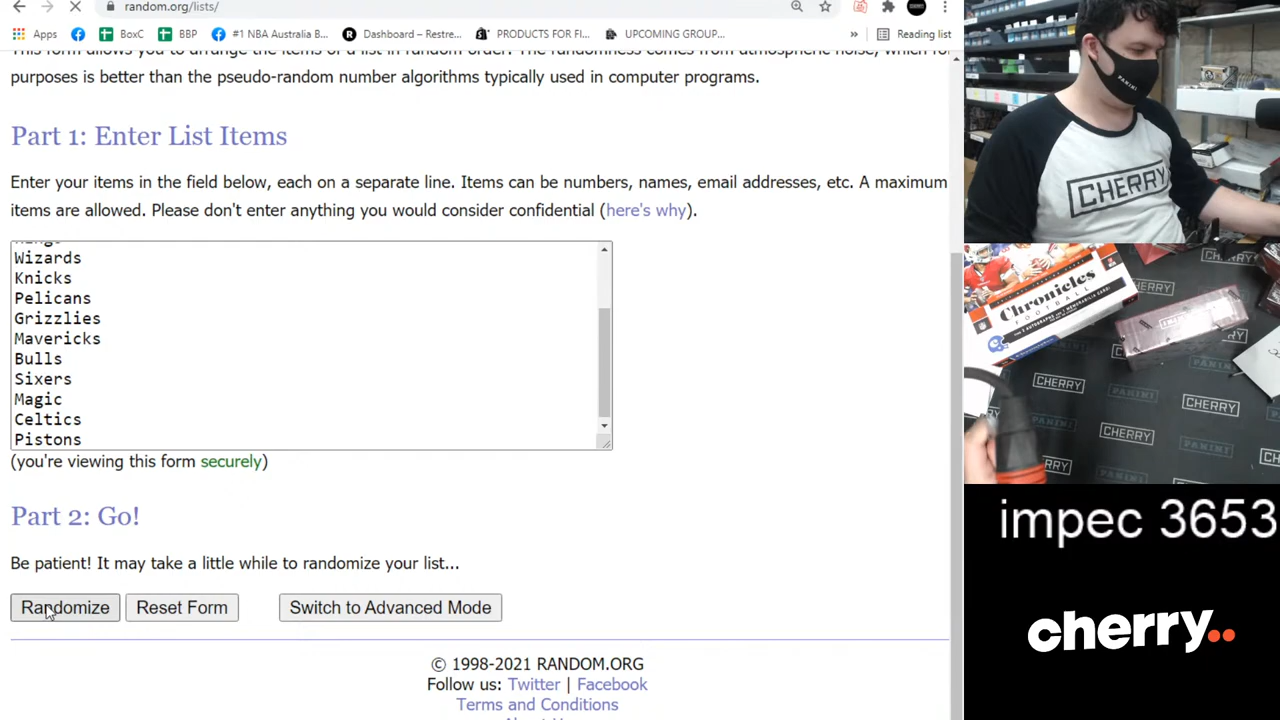 random.org/lists/
Apps BoxC BBP #1 NBA Australia B... Dashboard – Restre... PRODUCTS FOR FI... UPCOMING GROUP... » Reading list
purposes is better than the pseudo-random number algorithms typically used in computer programs.
Part 1: Enter List Items
Enter your items in the field below, each on a separate line. Items can be numbers, names, email addresses, etc. A maximum
items are allowed. Please don't enter anything you would consider confidential (here's why).
Wizards
Knicks
Pelicans
Grizzlies
Mavericks
Bulls
Sixers
Magic
Celtics
Pistons
(you're viewing this form securely)
Part 2: Go!
Be patient! It may take a little while to randomize your list...
Randomize Reset Form Switch to Advanced Mode
© 1998-2021 RANDOM.ORG
Follow us: Twitter | Facebook
Terms and Conditions
PANINI
CHERRY
Chronicles
FOOTBALL
CHERRY
PANINI
CHERRY
CHERRY
CHERRY
PANINI
CHERRY
impec 3653
cherry..